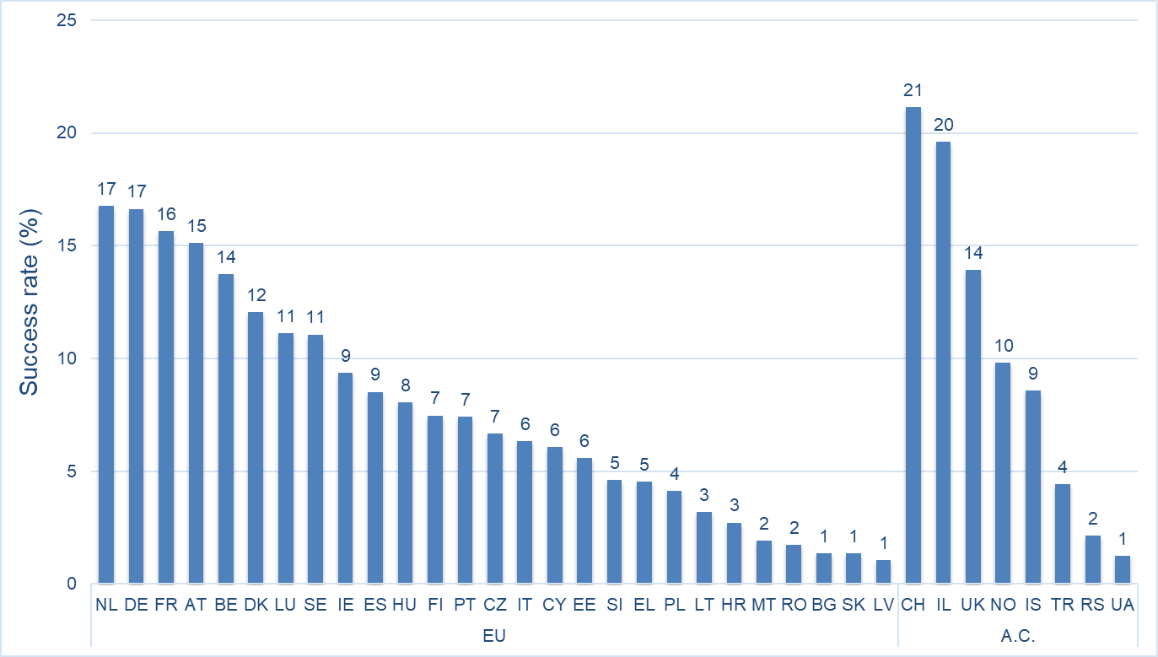 Success rate (%)
25
20
15
10
5
0
17 17 16 15 14 12 11 11 9 9 8 7 7 7 6 6 6 5 5 4 3 3 2 2 1 1 1 21 20 14 10 9 4 2 1
NL DE FR AT BE DK LU SE IE ES HU FI PT CZ IT CY EE SI EL PL LT HR MT RO BG SK LV CH IL UK NO IS TR RS UA
EU A.C.